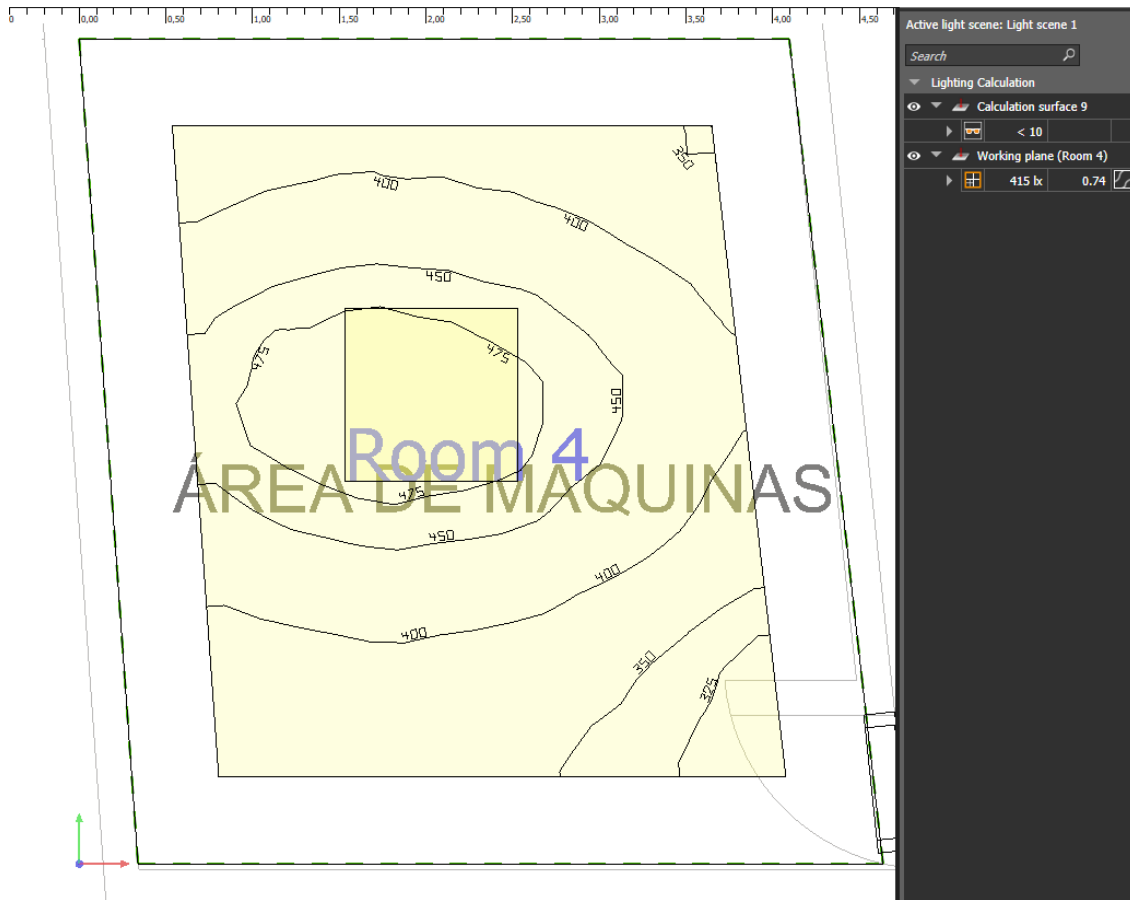 0 0,00 0,50 1,00 1,50 2,00 2,50 3,00 3,50 4,00 4,50
Active light scene: Light scene 1
Search
Lighting Calculation
Calculation surface 9
< 10
Working plane (Room 4)
415 lx 0.74
350
400
400
450
475
475
450
Room 4
ÁREA DE MAQUINAS
475
450
400
400
350
325